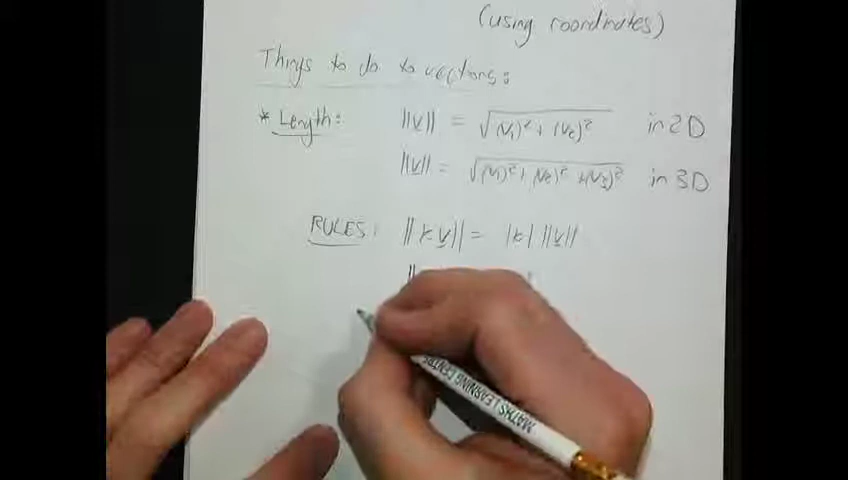 (using coordinates)
Things to do to vectors:
* Length: ||v|| = √(v₁)² + (v₂)² in 2D
||v|| = √(v₁)² + (v₂)² + (v₃)² in 3D
RULES: ||kv|| = |k| ||v||
||
MATHS LEARNING CENTRE